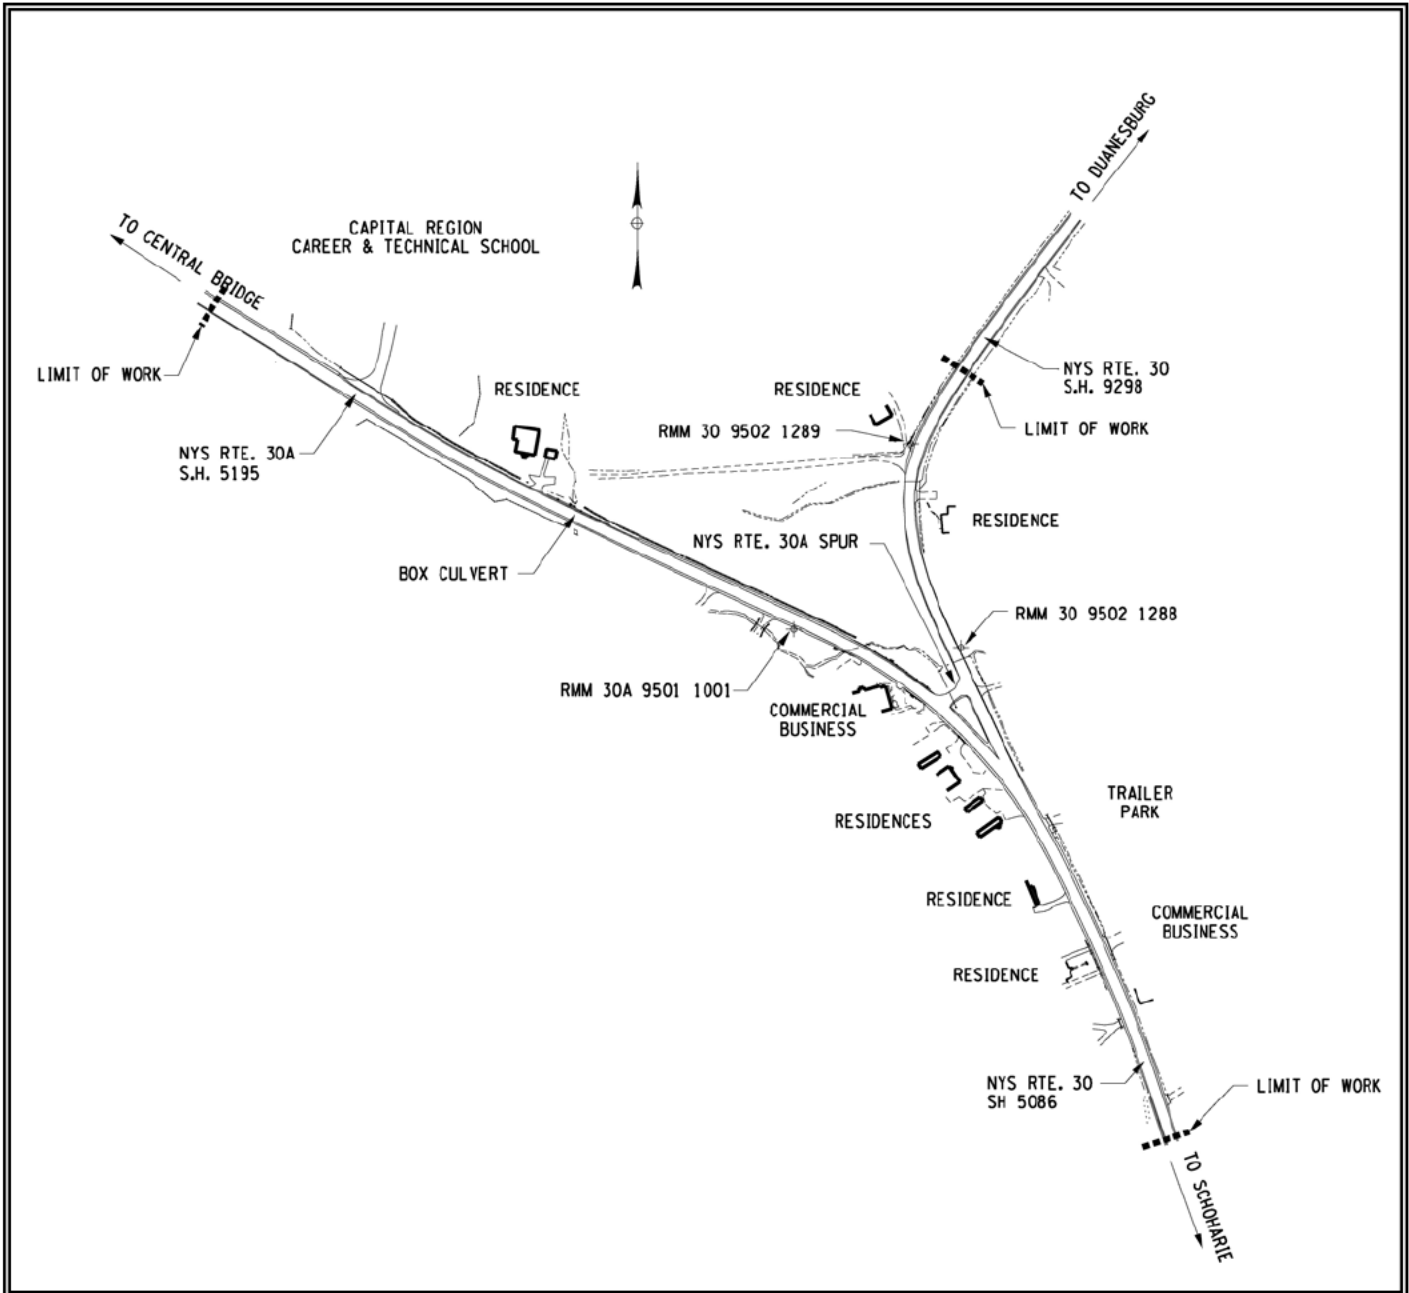 TO DUANESBURG
TO CENTRAL BRIDGE
CAPITAL REGION
CAREER & TECHNICAL SCHOOL
LIMIT OF WORK
NYS RTE. 30
S.H. 9298
RESIDENCE
RESIDENCE
LIMIT OF WORK
RMM 30 9502 1289
NYS RTE. 30A
S.H. 5195
RESIDENCE
NYS RTE. 30A SPUR
BOX CULVERT
RMM 30 9502 1288
RMM 30A 9501 1001
COMMERCIAL
BUSINESS
TRAILER
PARK
RESIDENCES
RESIDENCE
COMMERCIAL
BUSINESS
RESIDENCE
NYS RTE. 30
SH 5086
LIMIT OF WORK
TO SCHOHARIE